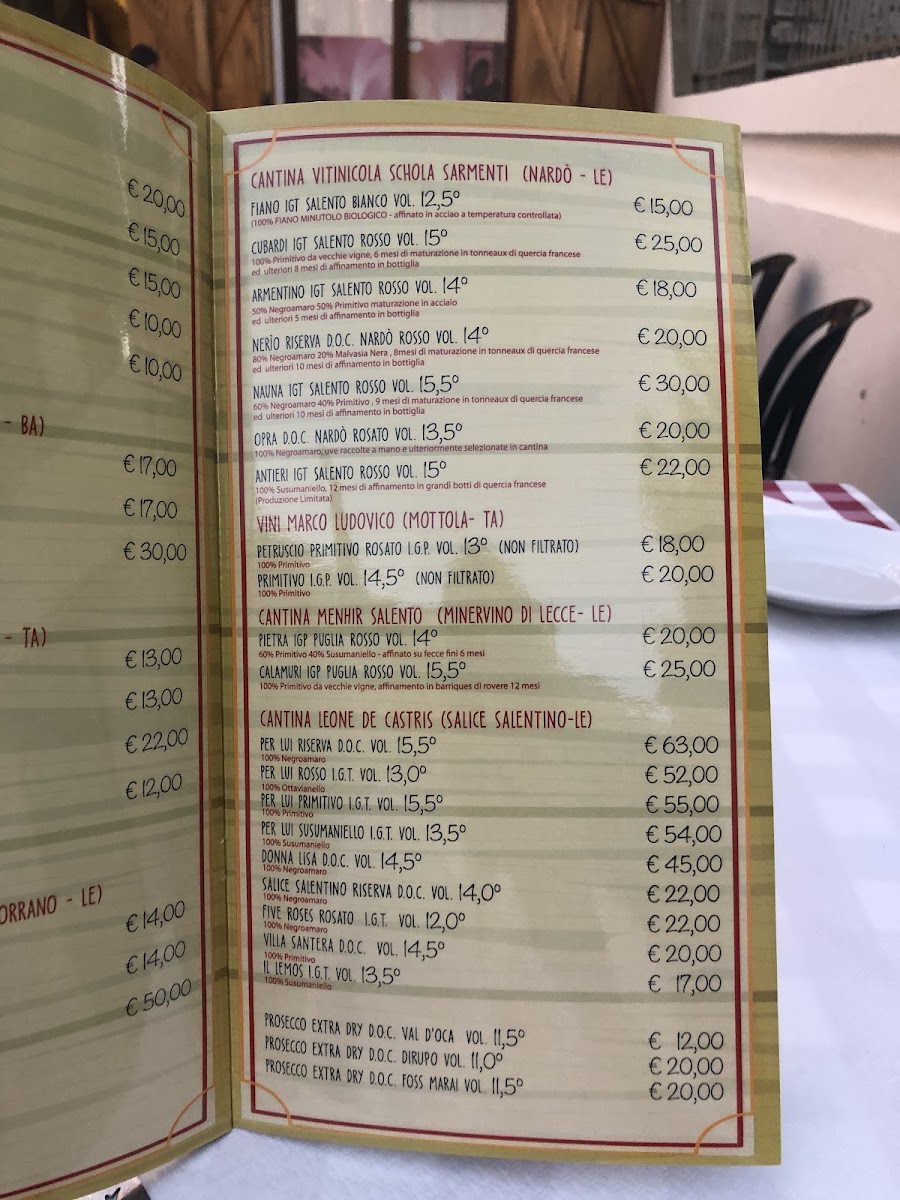 € 20,00
€ 15,00
€ 15,00
€ 10,00
€ 10,00
- BA)
€ 17,00
€ 17,00
€ 30,00
- TA)
€ 13,00
€ 13,00
€ 22,00
€ 12,00
ORRANO - LE)
€ 14,00
€ 14,00
€ 50,00
CANTINA VITINICOLA SCHOLA SARMENTI (NARDÒ - LE)
FIANO IGT SALENTO BIANCO VOL. 12,5° € 15,00
(100% FIANO MINUTOLO BIOLOGICO - affinato in acciao a temperatura controllata)
CUBARDI IGT SALENTO ROSSO VOL. 15° € 25,00
100% Primitivo da vecchie vigne, 6 mesi di maturazione in tonneaux di quercia francese
ed ulteriori 8 mesi di affinamento in bottiglia
ARMENTINO IGT SALENTO ROSSO VOL. 14° € 18,00
50% Negroamaro 50% Primitivo maturazione in acciaio
ed ulteriori 5 mesi di affinamento in bottiglia
NERÌO RISERVA D.O.C. NARDÒ ROSSO VOL. 14° € 20,00
80% Negroamaro 20% Malvasia Nera , 8mesi di maturazione in tonneaux di quercia francese
ed ulteriori 10 mesi di affinamento in bottiglia
NAUNA IGT SALENTO ROSSO VOL. 15,5° € 30,00
60% Negroamaro 40% Primitivo , 9 mesi di maturazione in tonneaux di quercia francese
ed ulteriori 10 mesi di affinamento in bottiglia
OPRA D.O.C. NARDÒ ROSATO VOL. 13,5° € 20,00
100% Negroamaro, uve raccolte a mano e ulteriormente selezionate in cantina
ANTIERI IGT SALENTO ROSSO VOL. 15° € 22,00
100% Susumaniello, 12 mesi di affinamento in grandi botti di quercia francese
(Produzione Limitata)
VINI MARCO LUDOVICO (MOTTOLA- TA)
PETRUSCIO PRIMITIVO ROSATO I.G.P. VOL. 13° (NON FILTRATO) € 18,00
100% Primitivo
PRIMITIVO I.G.P. VOL. 14,5° (NON FILTRATO) € 20,00
100% Primitivo
CANTINA MENHIR SALENTO (MINERVINO DI LECCE- LE)
PIETRA IGP PUGLIA ROSSO VOL. 14° € 20,00
60% Primitivo 40% Susumaniello - affinato su fecce fini 6 mesi
CALAMURI IGP PUGLIA ROSSO VOL. 15,5° € 25,00
100% Primitivo da vecchie vigne, affinamento in barriques di rovere 12 mesi
CANTINA LEONE DE CASTRIS (SALICE SALENTINO-LE)
PER LUI RISERVA D.O.C. VOL. 15,5° € 63,00
100% Negroamaro
PER LUI ROSSO I.G.T. VOL. 13,0° € 52,00
100% Ottavianello
PER LUI PRIMITIVO I.G.T. VOL. 15,5° € 55,00
100% Primitivo
PER LUI SUSUMANIELLO I.G.T. VOL. 13,5° € 54,00
100% Susumaniello
DONNA LISA D.O.C. VOL. 14,5° € 45,00
100% Negroamaro
SALICE SALENTINO RISERVA D.O.C. VOL. 14,0° € 22,00
100% Negroamaro
FIVE ROSES ROSATO I.G.T. VOL. 12,0° € 22,00
100% Negroamaro
VILLA SANTERA D.O.C. VOL. 14,5° € 20,00
100% Primitivo
IL LEMOS I.G.T. VOL. 13,5° € 17,00
100% Susumaniello
PROSECCO EXTRA DRY D.O.C. VAL D'OCA VOL. 11,5° € 12,00
PROSECCO EXTRA DRY D.O.C. DIRUPO VOL. 11,0° € 20,00
PROSECCO EXTRA DRY D.O.C. FOSS MARAI VOL. 11,5° € 20,00